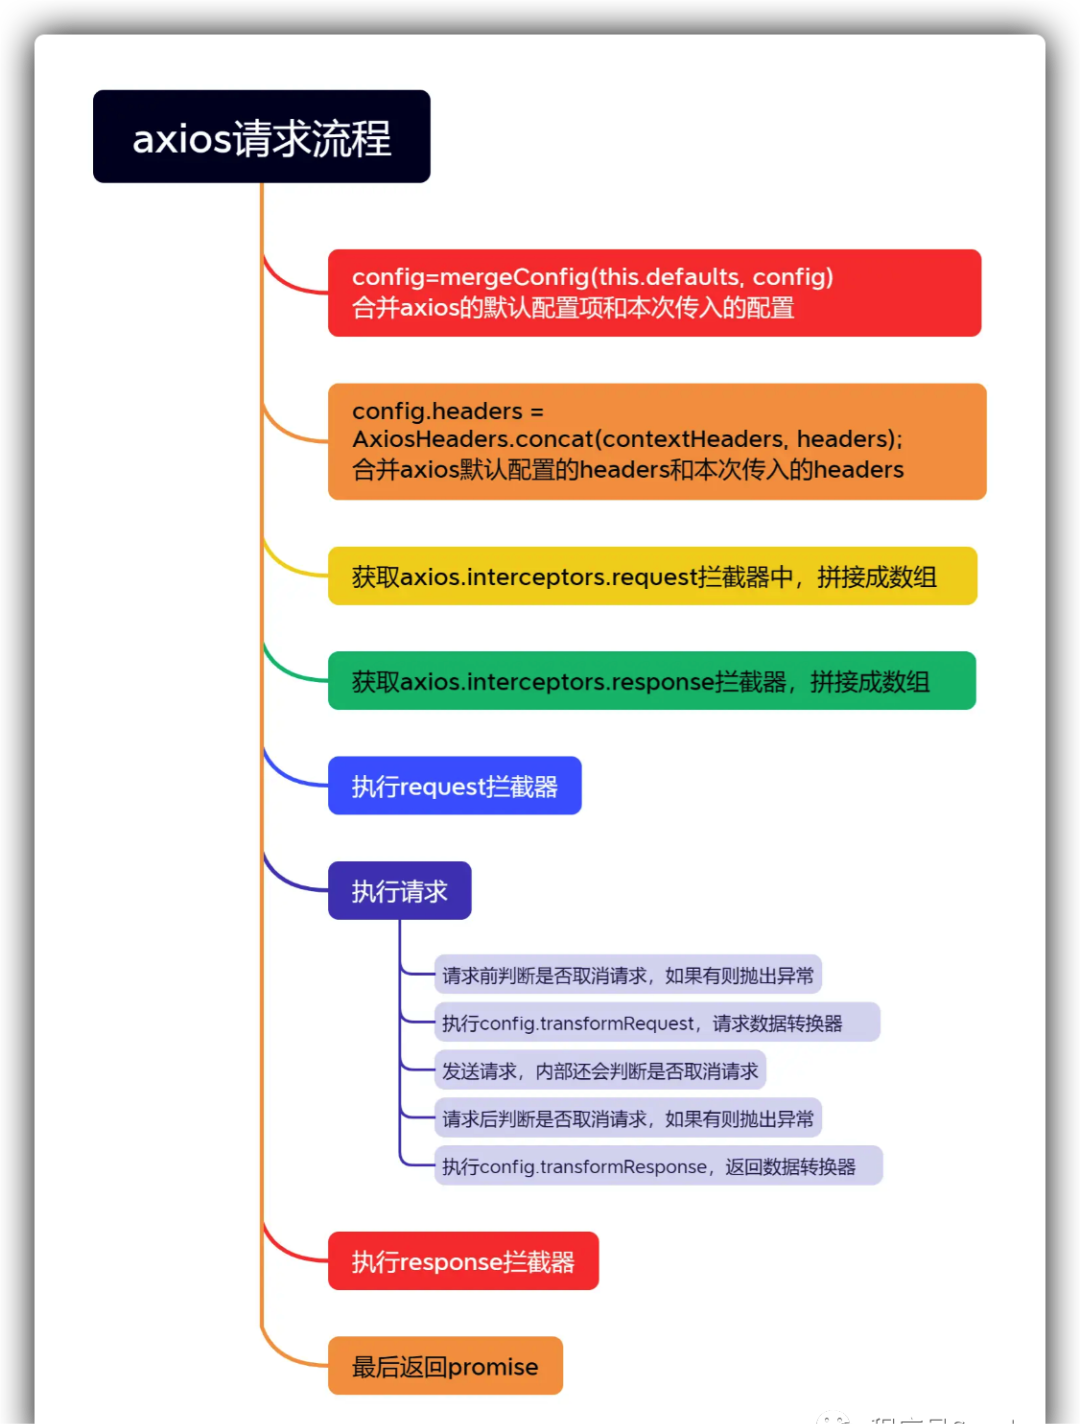 axios请求流程
config=mergeConfig(this.defaults, config)
合并axios的默认配置项和本次传入的配置
config.headers =
AxiosHeaders.concat(contextHeaders, headers);
合并axios默认配置的headers和本次传入的headers
获取axios.interceptors.request拦截器中，拼接成数组
获取axios.interceptors.response拦截器，拼接成数组
执行request拦截器
执行请求
请求前判断是否取消请求，如果有则抛出异常
执行config.transformRequest，请求数据转换器
发送请求，内部还会判断是否取消请求
请求后判断是否取消请求，如果有则抛出异常
执行config.transformResponse，返回数据转换器
执行response拦截器
最后返回promise